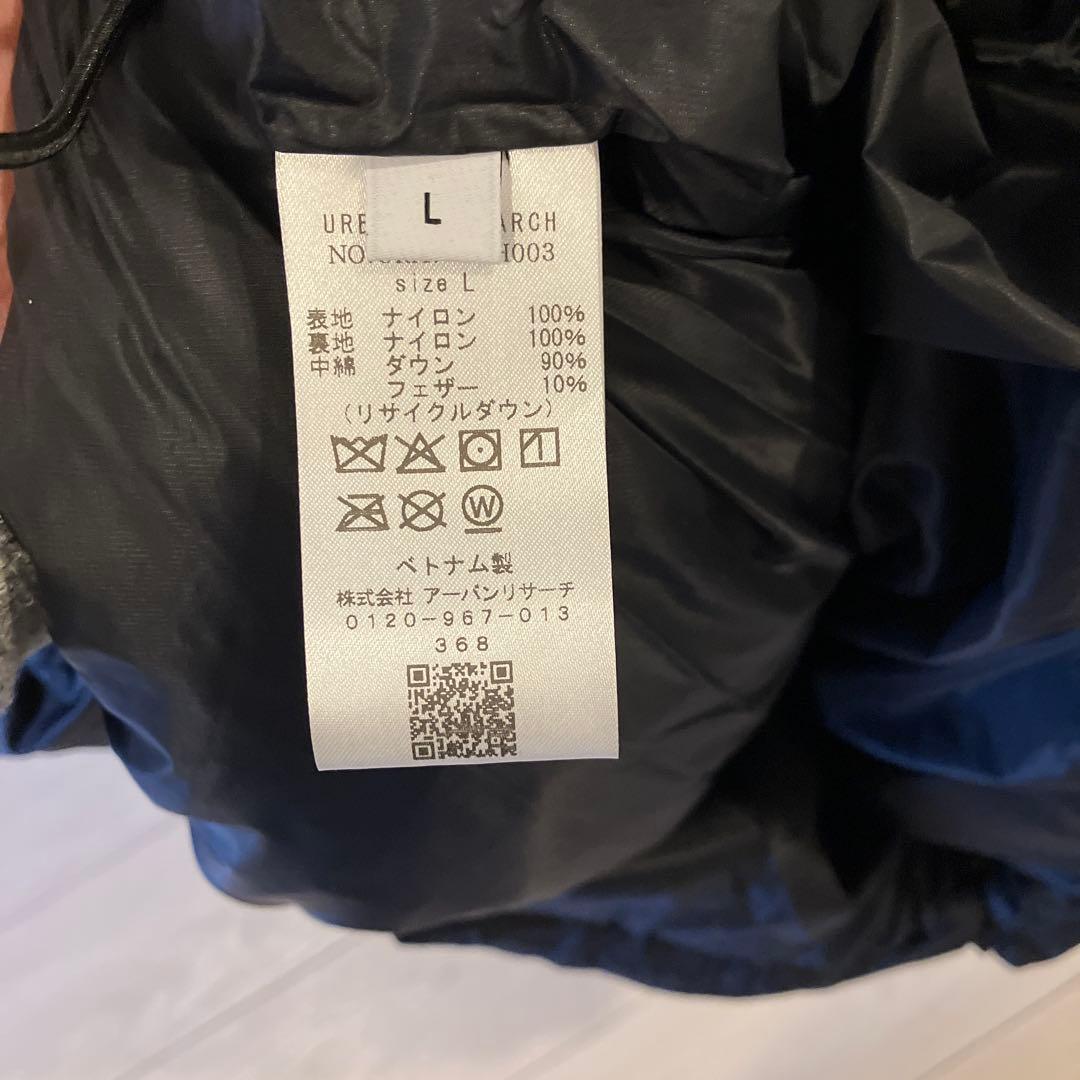 L
ARCH
NO. H003
size L
表地 ナイロン 100%
裏地 ナイロン 100%
中綿 ダウン 90%
フェザー 10%
(リサイクルダウン)
W
ベトナム製
株式会社 アーバンリサーチ
0120-967-013
368